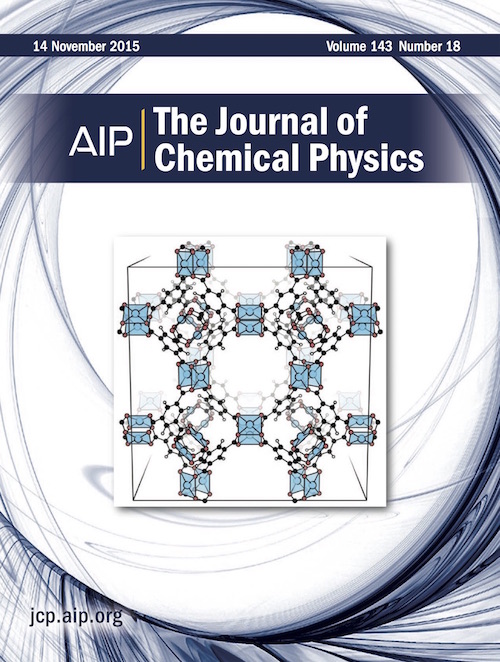 14 November 2015
Volume 143 Number 18
AIP
The Journal of
Chemical Physics
jcp.aip.org